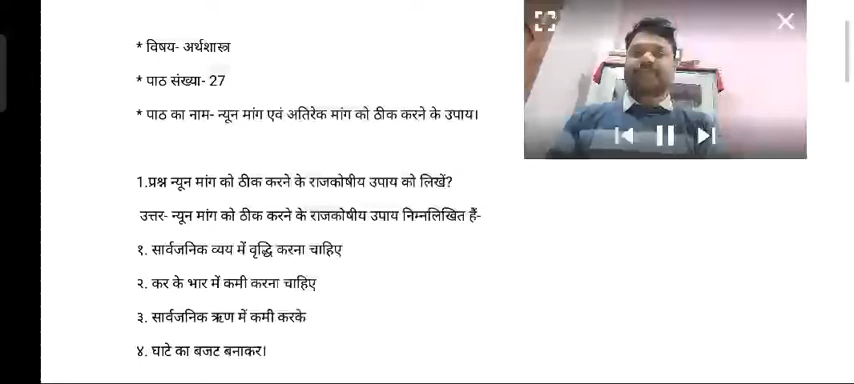 * विषय- अर्थशास्त्र
* पाठ संख्या- 27
* पाठ का नाम- न्यून मांग एवं अतिरेक मांग को ठीक करने के उपाय।
1.प्रश्न न्यून मांग को ठीक करने के राजकोषीय उपाय को लिखें?
उत्तर- न्यून मांग को ठीक करने के राजकोषीय उपाय निम्नलिखित हैं-
१. सार्वजनिक व्यय में वृद्धि करना चाहिए
२. कर के भार में कमी करना चाहिए
३. सार्वजनिक ऋण में कमी करके
४. घाटे का बजट बनाकर।